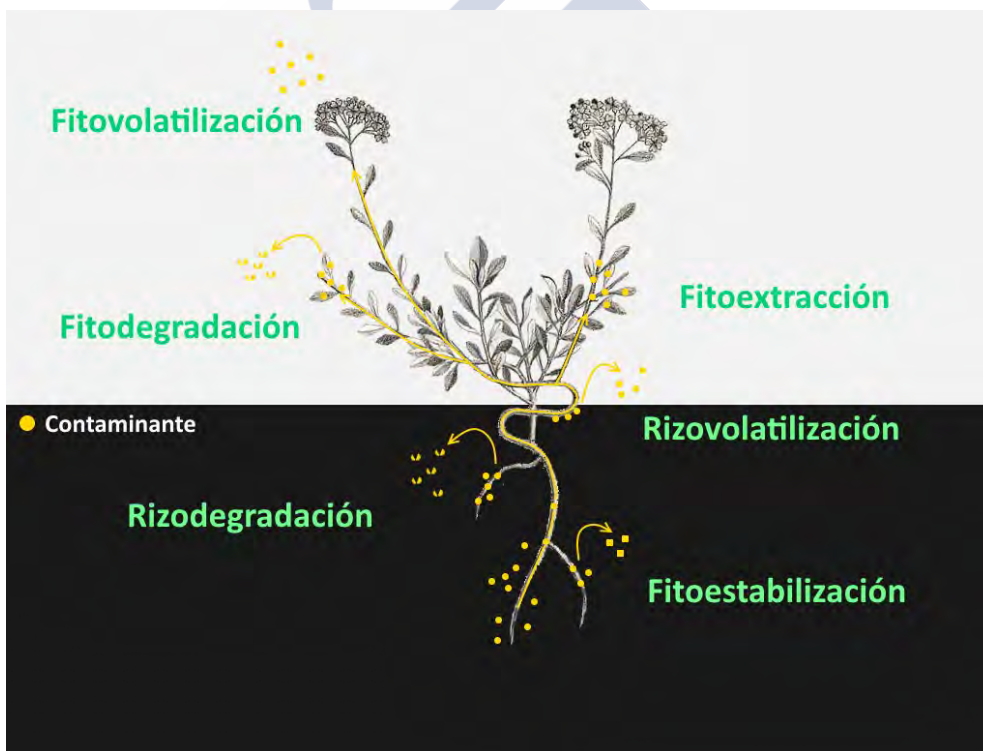 Fitovolatilización
Fitodegradación
Fitoextracción
Contaminante
Rizovolatilización
Rizodegradación
Fitoestabilización